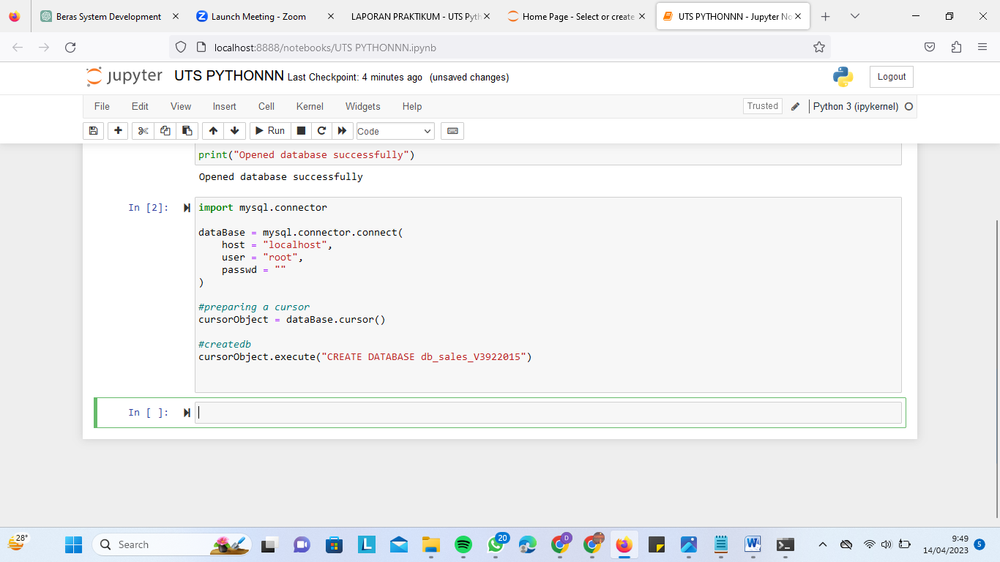 Beras System Development
Launch Meeting - Zoom
LAPORAN PRAKTIKUM - UTS Pyth
Home Page - Select or create
UTS PYTHONNN - Jupyter No
localhost:8888/notebooks/UTS PYTHONNN.ipynb
jupyter UTS PYTHONNN Last Checkpoint: 4 minutes ago (unsaved changes)
Logout
File Edit View Insert Cell Kernel Widgets Help
Trusted
Python 3 (ipykernel)
Run
Code
print("Opened database successfully")
Opened database successfully
In [2]:
import mysql.connector
dataBase = mysql.connector.connect(
host = "localhost",
user = "root",
passwd = ""
)
#preparing a cursor
cursorObject = dataBase.cursor()
#createdb
cursorObject.execute("CREATE DATABASE db_sales_V3922015")
In [ ]:
28°
Search
L
20
D
W
9:49
14/04/2023
5